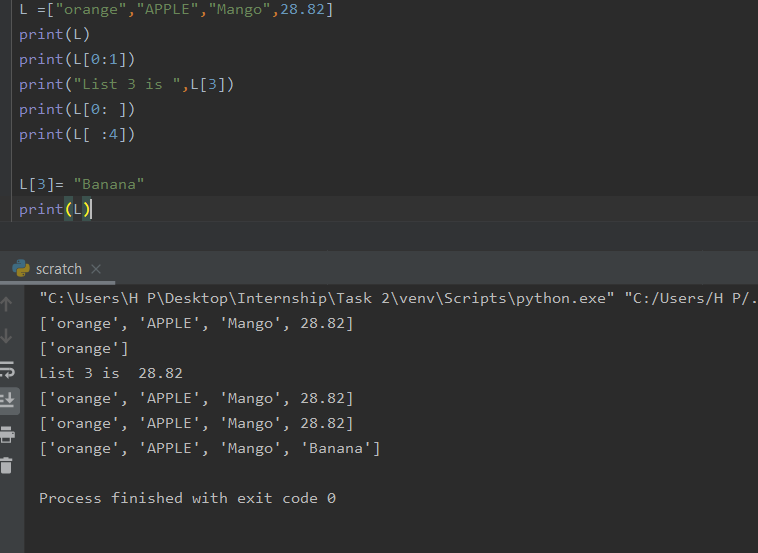 L =["orange","APPLE","Mango",28.82]
print(L)
print(L[0:1])
print("List 3 is ",L[3])
print(L[0: ])
print(L[ :4])
L[3]= "Banana"
print(L)
scratch
"C:\Users\H P\Desktop\Internship\Task 2\venv\Scripts\python.exe" "C:/Users/H P/.
['orange', 'APPLE', 'Mango', 28.82]
['orange']
List 3 is  28.82
['orange', 'APPLE', 'Mango', 28.82]
['orange', 'APPLE', 'Mango', 28.82]
['orange', 'APPLE', 'Mango', 'Banana']
Process finished with exit code 0